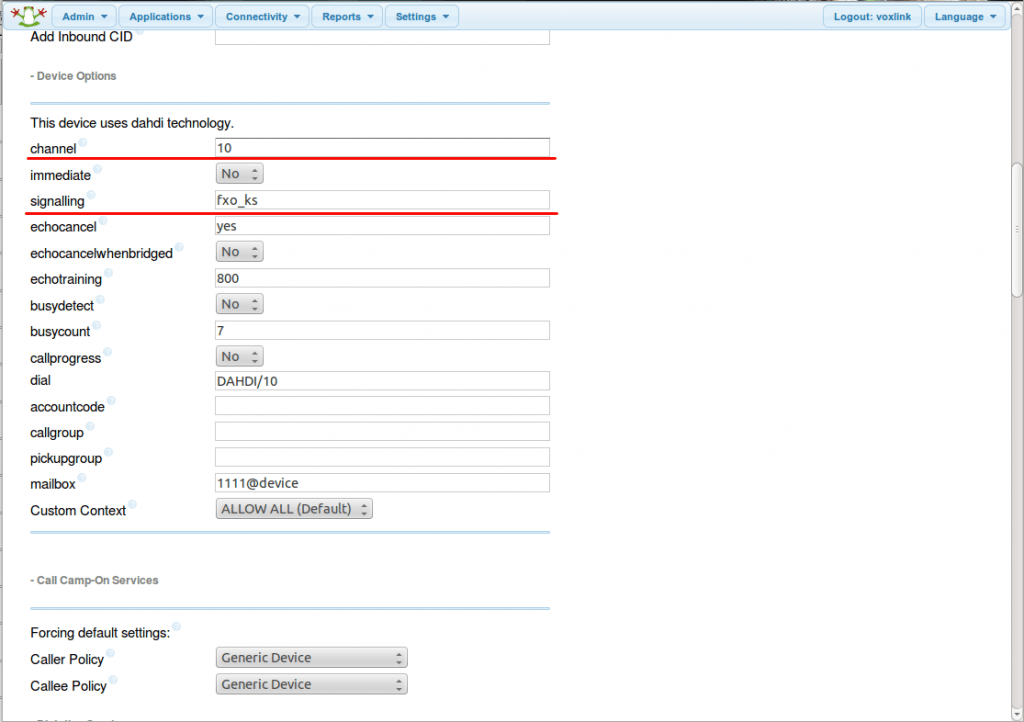 Admin Applications Connectivity Reports Settings Logout: voxlink Language
Add Inbound CID
- Device Options
This device uses dahdi technology.
channel 10
immediate No
signalling fxo_ks
echocancel yes
echocancelwhenbridged No
echotraining 800
busydetect No
busycount 7
callprogress No
dial DAHDI/10
accountcode
callgroup
pickupgroup
mailbox 1111@device
Custom Context ALLOW ALL (Default)
- Call Camp-On Services
Forcing default settings:
Caller Policy Generic Device
Callee Policy Generic Device